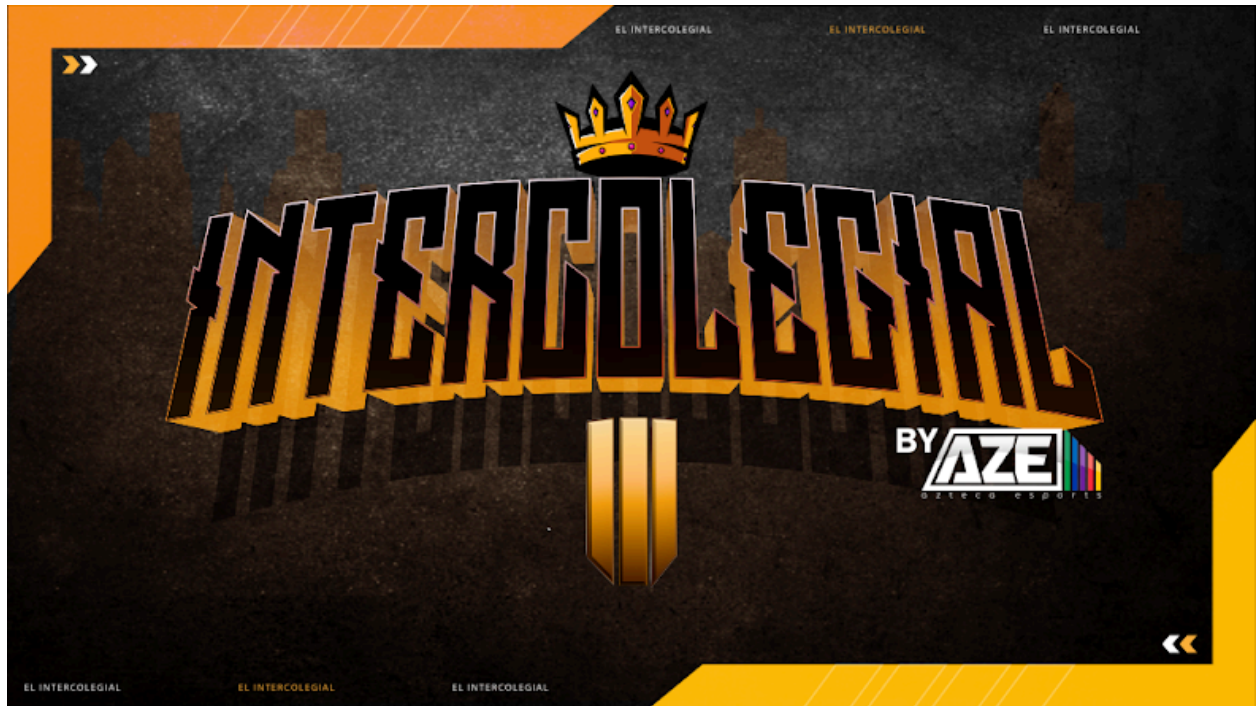 EL INTERCOLEGIAL EL INTERCOLEGIAL EL INTERCOLEGIAL
INTERCOLEGIAL
III
BY AZE
azteca esports
EL INTERCOLEGIAL EL INTERCOLEGIAL EL INTERCOLEGIAL